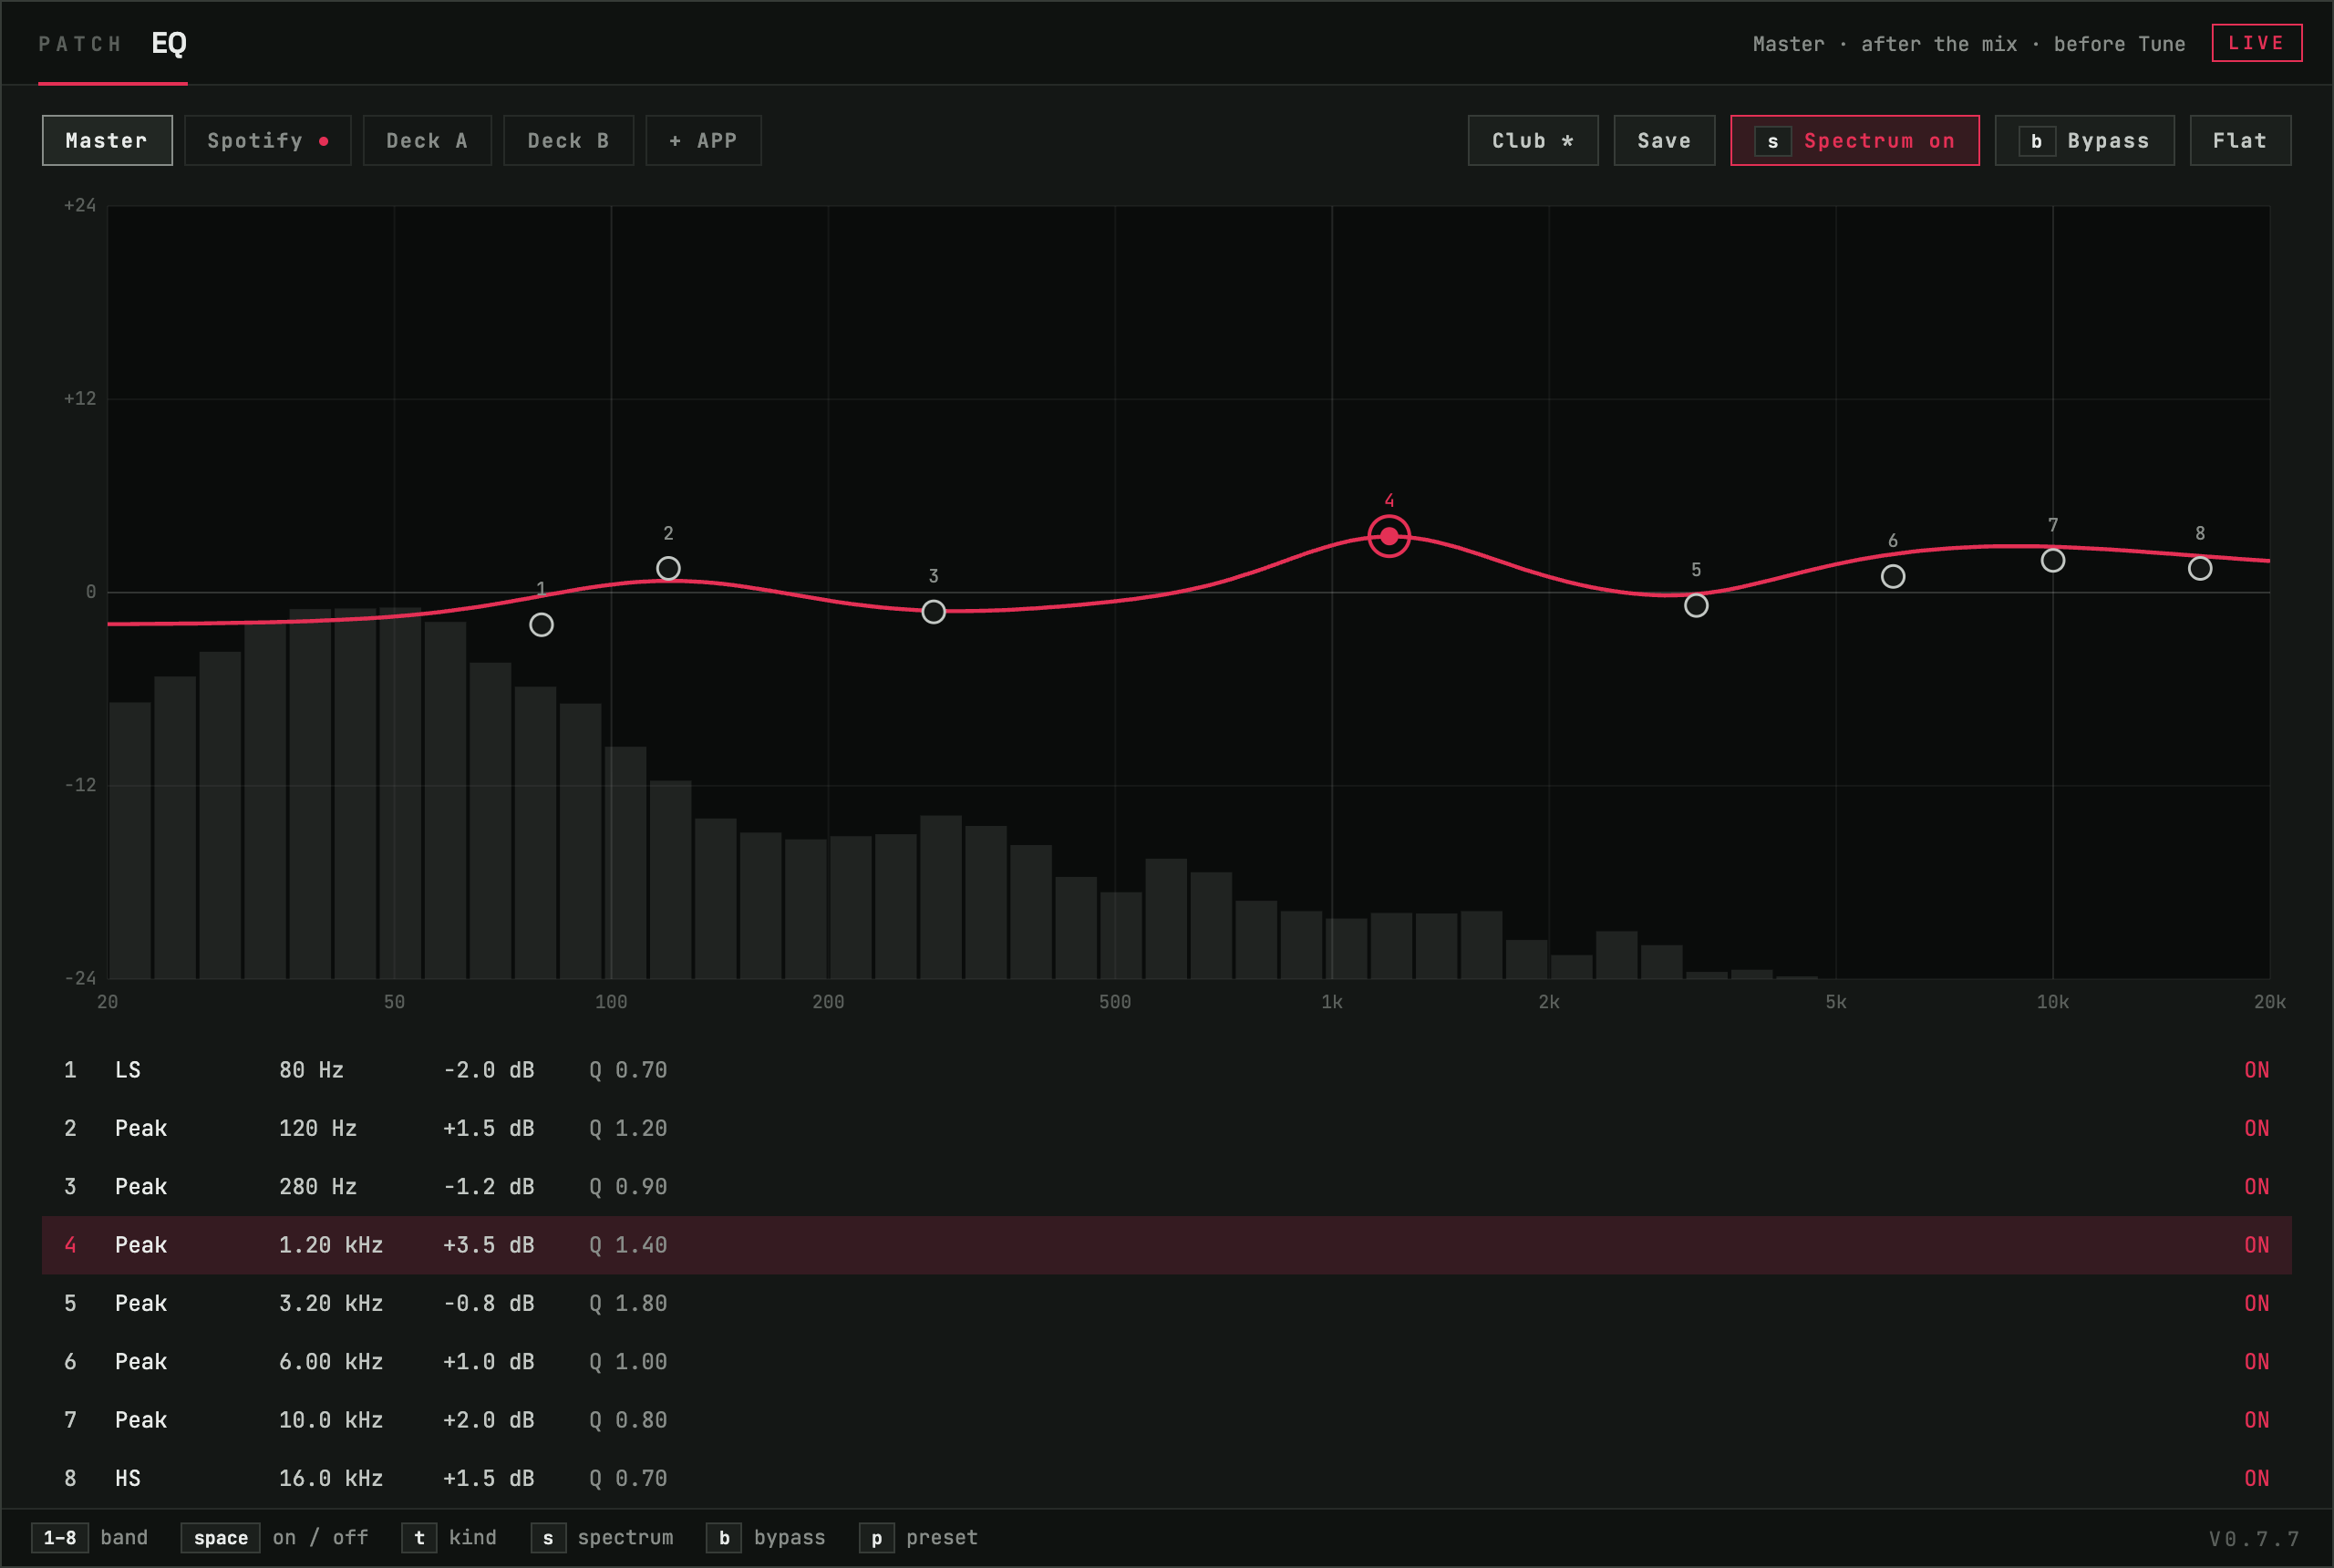 PATCH EQ Master · after the mix · before Tune LIVE
Master Spotify Deck A Deck B + APP Club * Save s Spectrum on b Bypass Flat
+24
+12
4
2 7 8
6
3 5
1
0
-12
-24
20 50 100 200 500 1k 2k 5k 10k 20k
1 LS 80 Hz -2.0 dB Q 0.70 ON
2 Peak 120 Hz +1.5 dB Q 1.20 ON
3 Peak 280 Hz -1.2 dB Q 0.90 ON
4 Peak 1.20 kHz +3.5 dB Q 1.40 ON
5 Peak 3.20 kHz -0.8 dB Q 1.80 ON
6 Peak 6.00 kHz +1.0 dB Q 1.00 ON
7 Peak 10.0 kHz +2.0 dB Q 0.80 ON
8 HS 16.0 kHz +1.5 dB Q 0.70 ON
1–8 band space on / off t kind s spectrum b bypass p preset V0.7.7